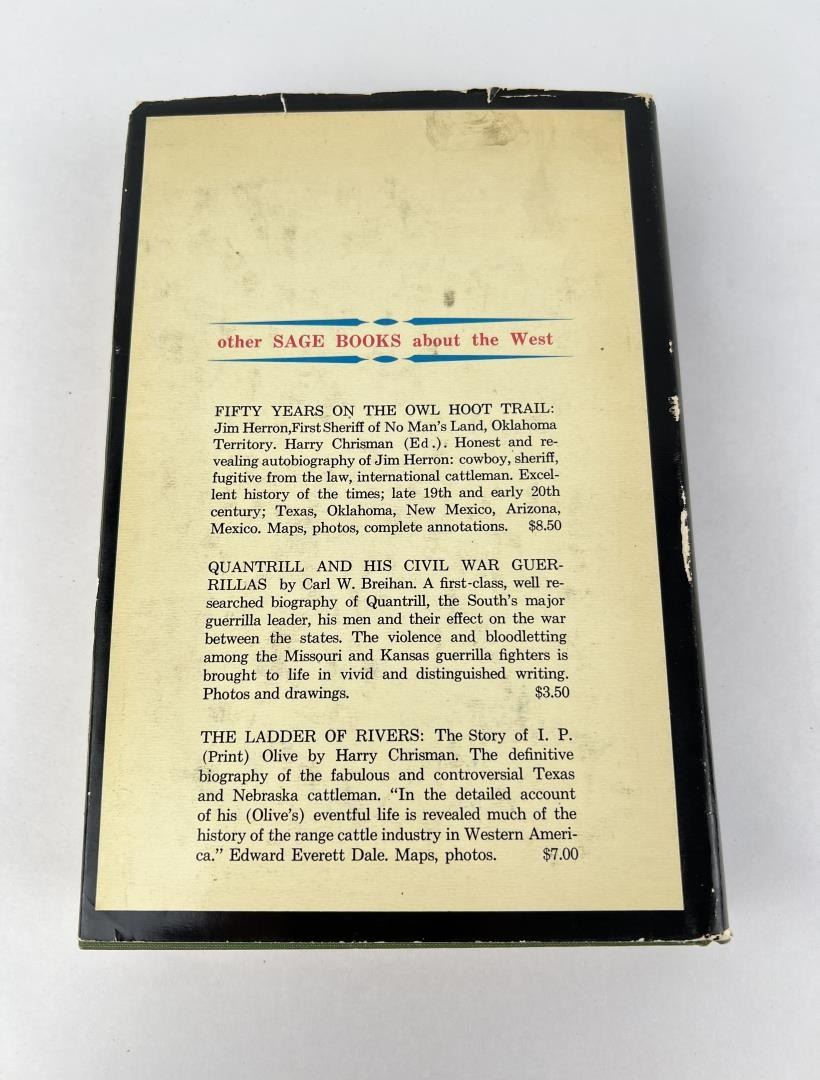 other SAGE BOOKS about the West
FIFTY YEARS ON THE OWL HOOT TRAIL:
Jim Herron,First Sheriff of No Man's Land, Oklahoma
Territory. Harry Chrisman (Ed.). Honest and re-
vealing autobiography of Jim Herron: cowboy, sheriff,
fugitive from the law, international cattleman. Excel-
lent history of the times; late 19th and early 20th
century; Texas, Oklahoma, New Mexico, Arizona,
Mexico. Maps, photos, complete annotations. $8.50
QUANTRILL AND HIS CIVIL WAR GUER-
RILLAS by Carl W. Breihan. A first-class, well re-
searched biography of Quantrill, the South's major
guerrilla leader, his men and their effect on the war
between the states. The violence and bloodletting
among the Missouri and Kansas guerrilla fighters is
brought to life in vivid and distinguished writing.
Photos and drawings. $3.50
THE LADDER OF RIVERS: The Story of I. P.
(Print) Olive by Harry Chrisman. The definitive
biography of the fabulous and controversial Texas
and Nebraska cattleman. “In the detailed account
of his (Olive's) eventful life is revealed much of the
history of the range cattle industry in Western Ameri-
ca.” Edward Everett Dale. Maps, photos. $7.00